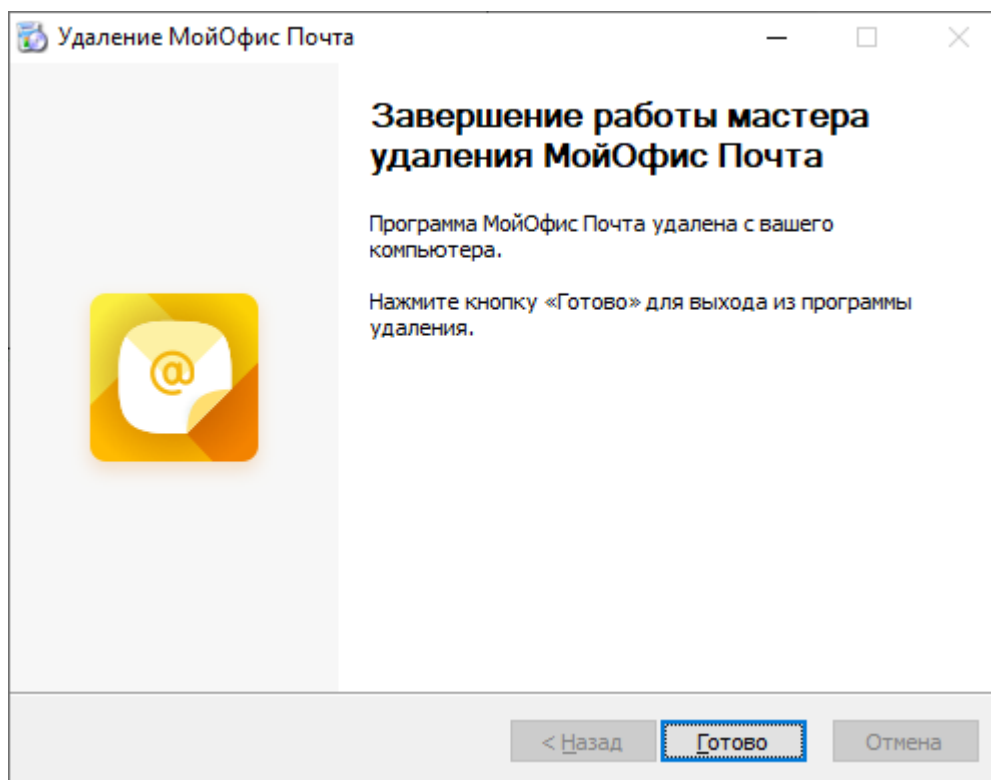 Удаление МойОфис Почта
Завершение работы мастера
удаления МойОфис Почта
Программа МойОфис Почта удалена с вашего
компьютера.
Нажмите кнопку «Готово» для выхода из программы
удаления.
@
< Назад
Готово
Отмена